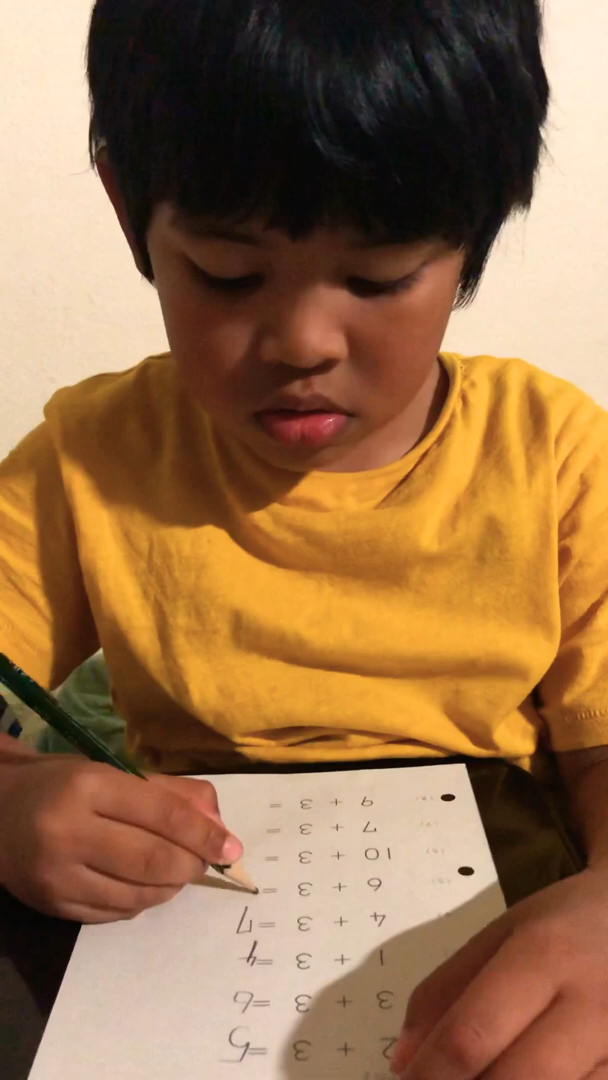 2 + 3 =5
3 + 3 =6
1 + 3 =4
4 + 3 =7
6 + 3 =
10 + 3 =
7 + 3 =
9 + 3 =